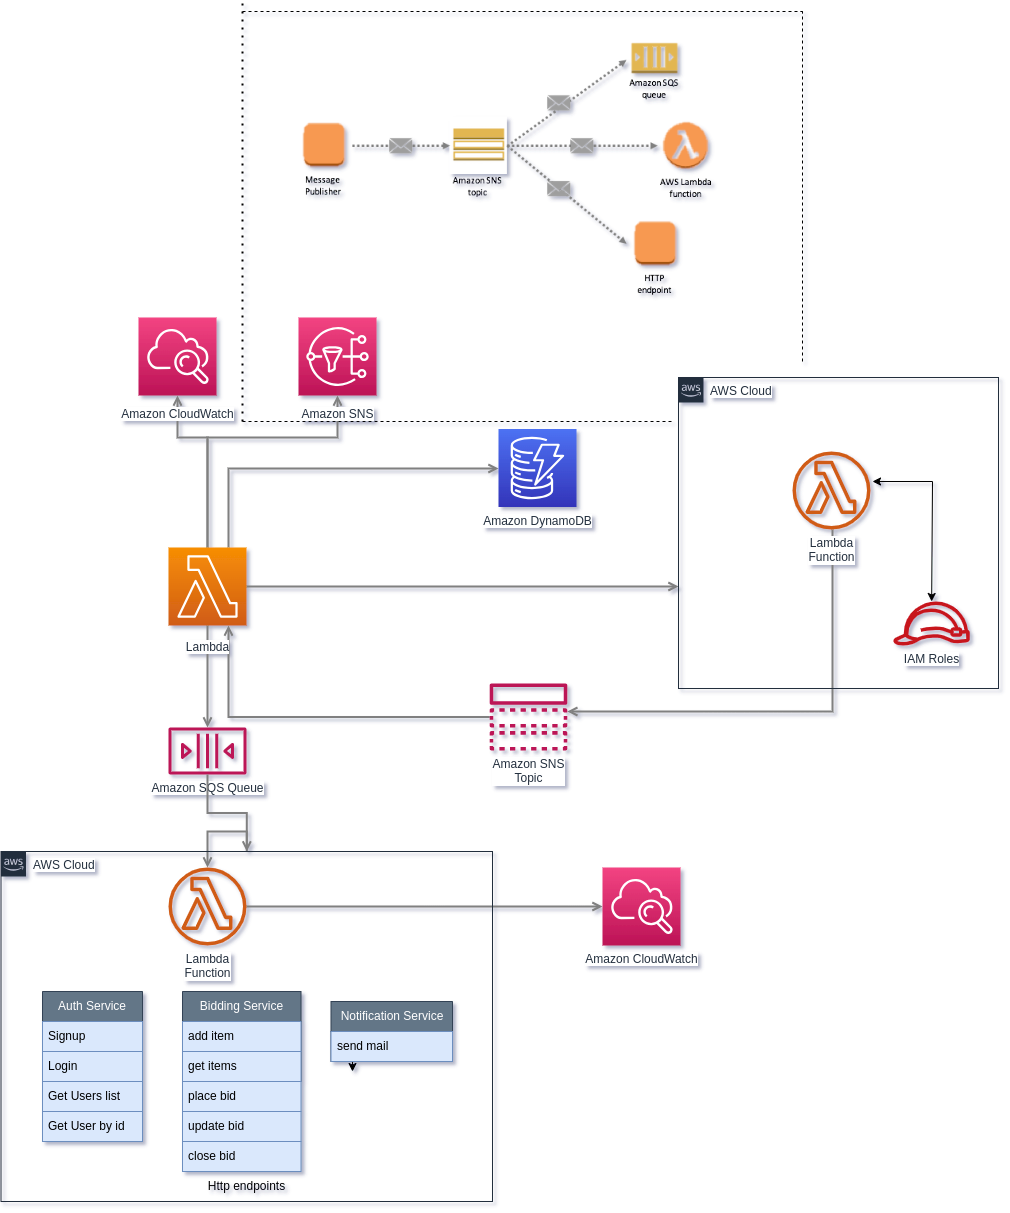 Amazon SQS
queue
Message
Publisher
Amazon SNS
topic
AWS Lambda
function
HTTP
endpoint
Amazon CloudWatch
Amazon SNS
aws
AWS Cloud
Amazon DynamoDB
Lambda
Function
Lambda
IAM Roles
Amazon SNS
Topic
Amazon SQS Queue
aws
AWS Cloud
Lambda
Function
Amazon CloudWatch
Auth Service
Signup
Login
Get Users list
Get User by id
Bidding Service
add item
get items
place bid
update bid
close bid
Notification Service
send mail
Http endpoints